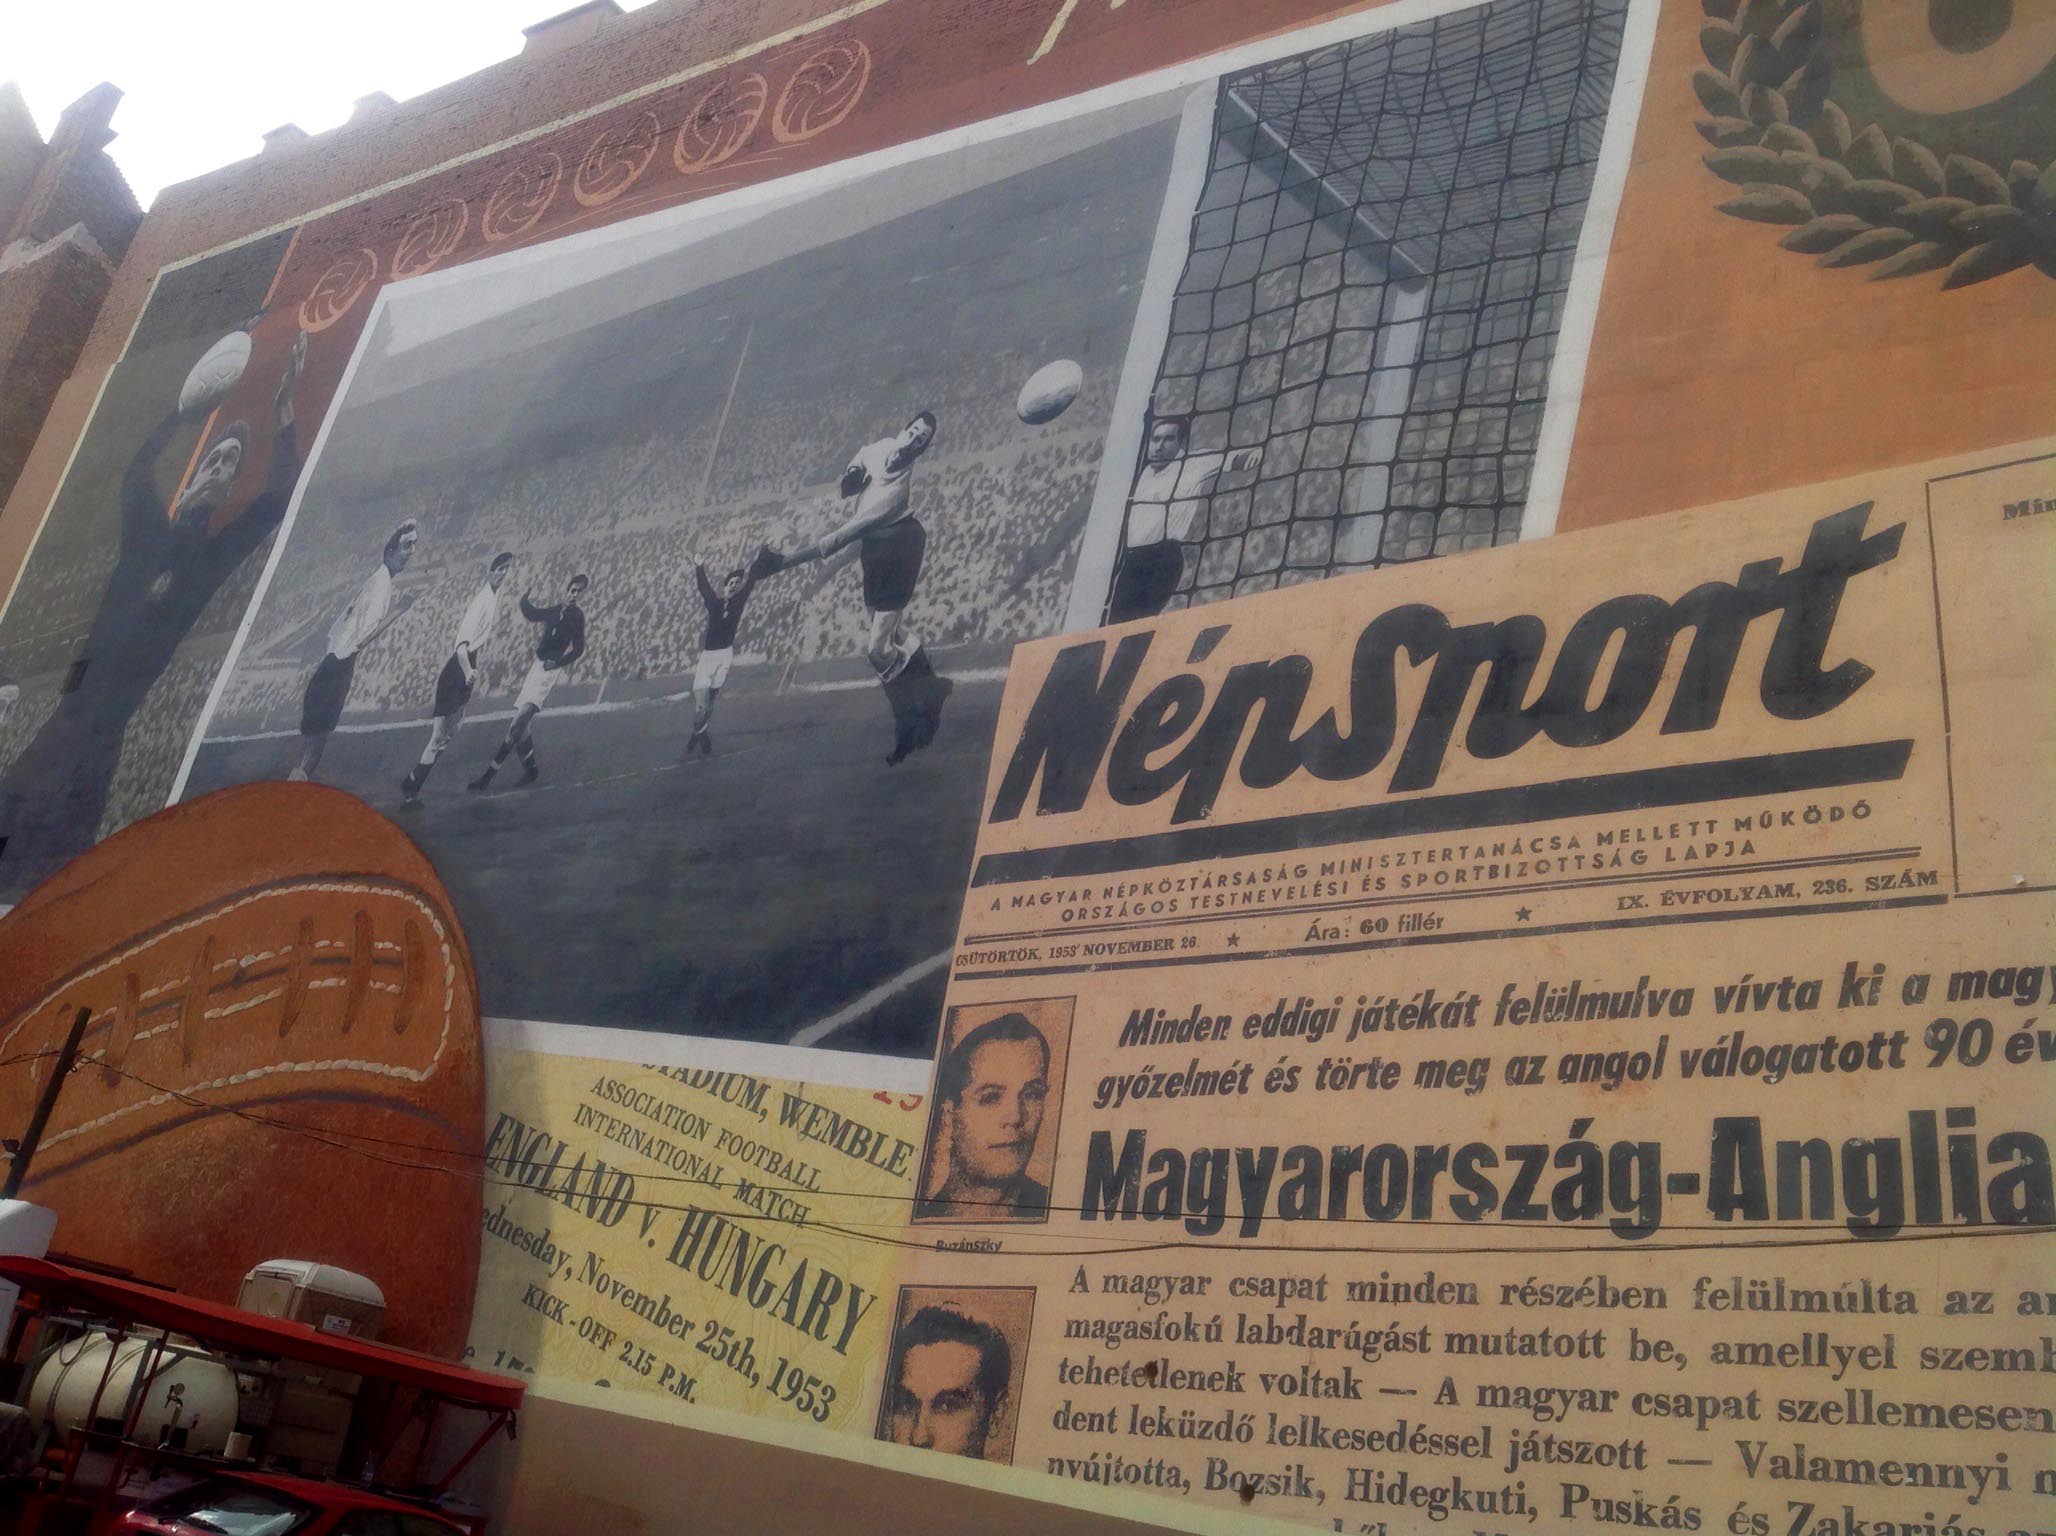 NépSport
A MAGYAR NÉPKÖZTÁRSASÁG MINISZTERTANÁCSA MELLETT MŰKÖDŐ
ORSZÁGOS TESTNEVELÉSI ÉS SPORTBIZOTTSÁG LAPJA
CSÜTÖRTÖK, 1953 NOVEMBER 26. ★ Ára: 60 fillér ★ IX. ÉVFOLYAM, 236. SZÁM
Minden eddigi játékát felülmulva vívta ki a magy
győzelmét és törte meg az angol válogatott 90 év
Magyarország-Anglia
Buzánszky
A magyar csapat minden részében felülmúlta az an
magasfokú labdarúgást mutatott be, amellyel szemb
tehetetlenek voltak — A magyar csapat szellemesen
dent leküzdő lelkesedéssel játszott — Valamennyi
nyújtotta, Bozsik, Hidegkuti, Puskás és Zakariás
STADIUM, WEMBLE
19
ASSOCIATION FOOTBALL
INTERNATIONAL MATCH
ENGLAND v. HUNGARY
ednesday, November 25th, 1953
KICK-OFF 2.15 P.M.